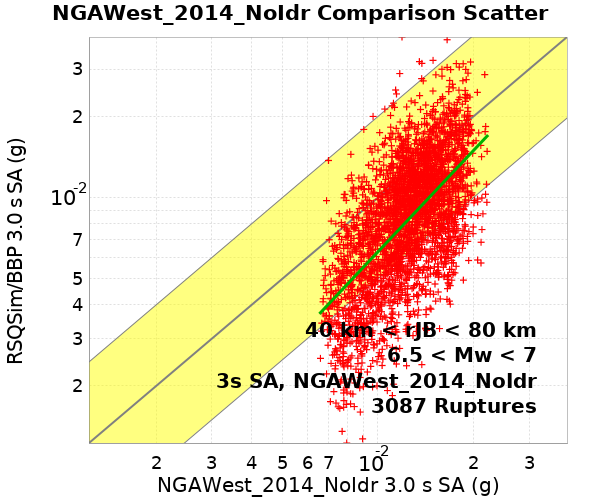 NGAWest_2014_NoIdr Comparison Scatter
RSQSim/BBP 3.0 s SA (g)
3
2
10-2
7
5
4
3
2
40 km < rJB < 80 km
6.5 < Mw < 7
3s SA, NGAWest_2014_NoIdr
3087 Ruptures
2 3 4 5 6 7 10-2 2 3
NGAWest_2014_NoIdr 3.0 s SA (g)